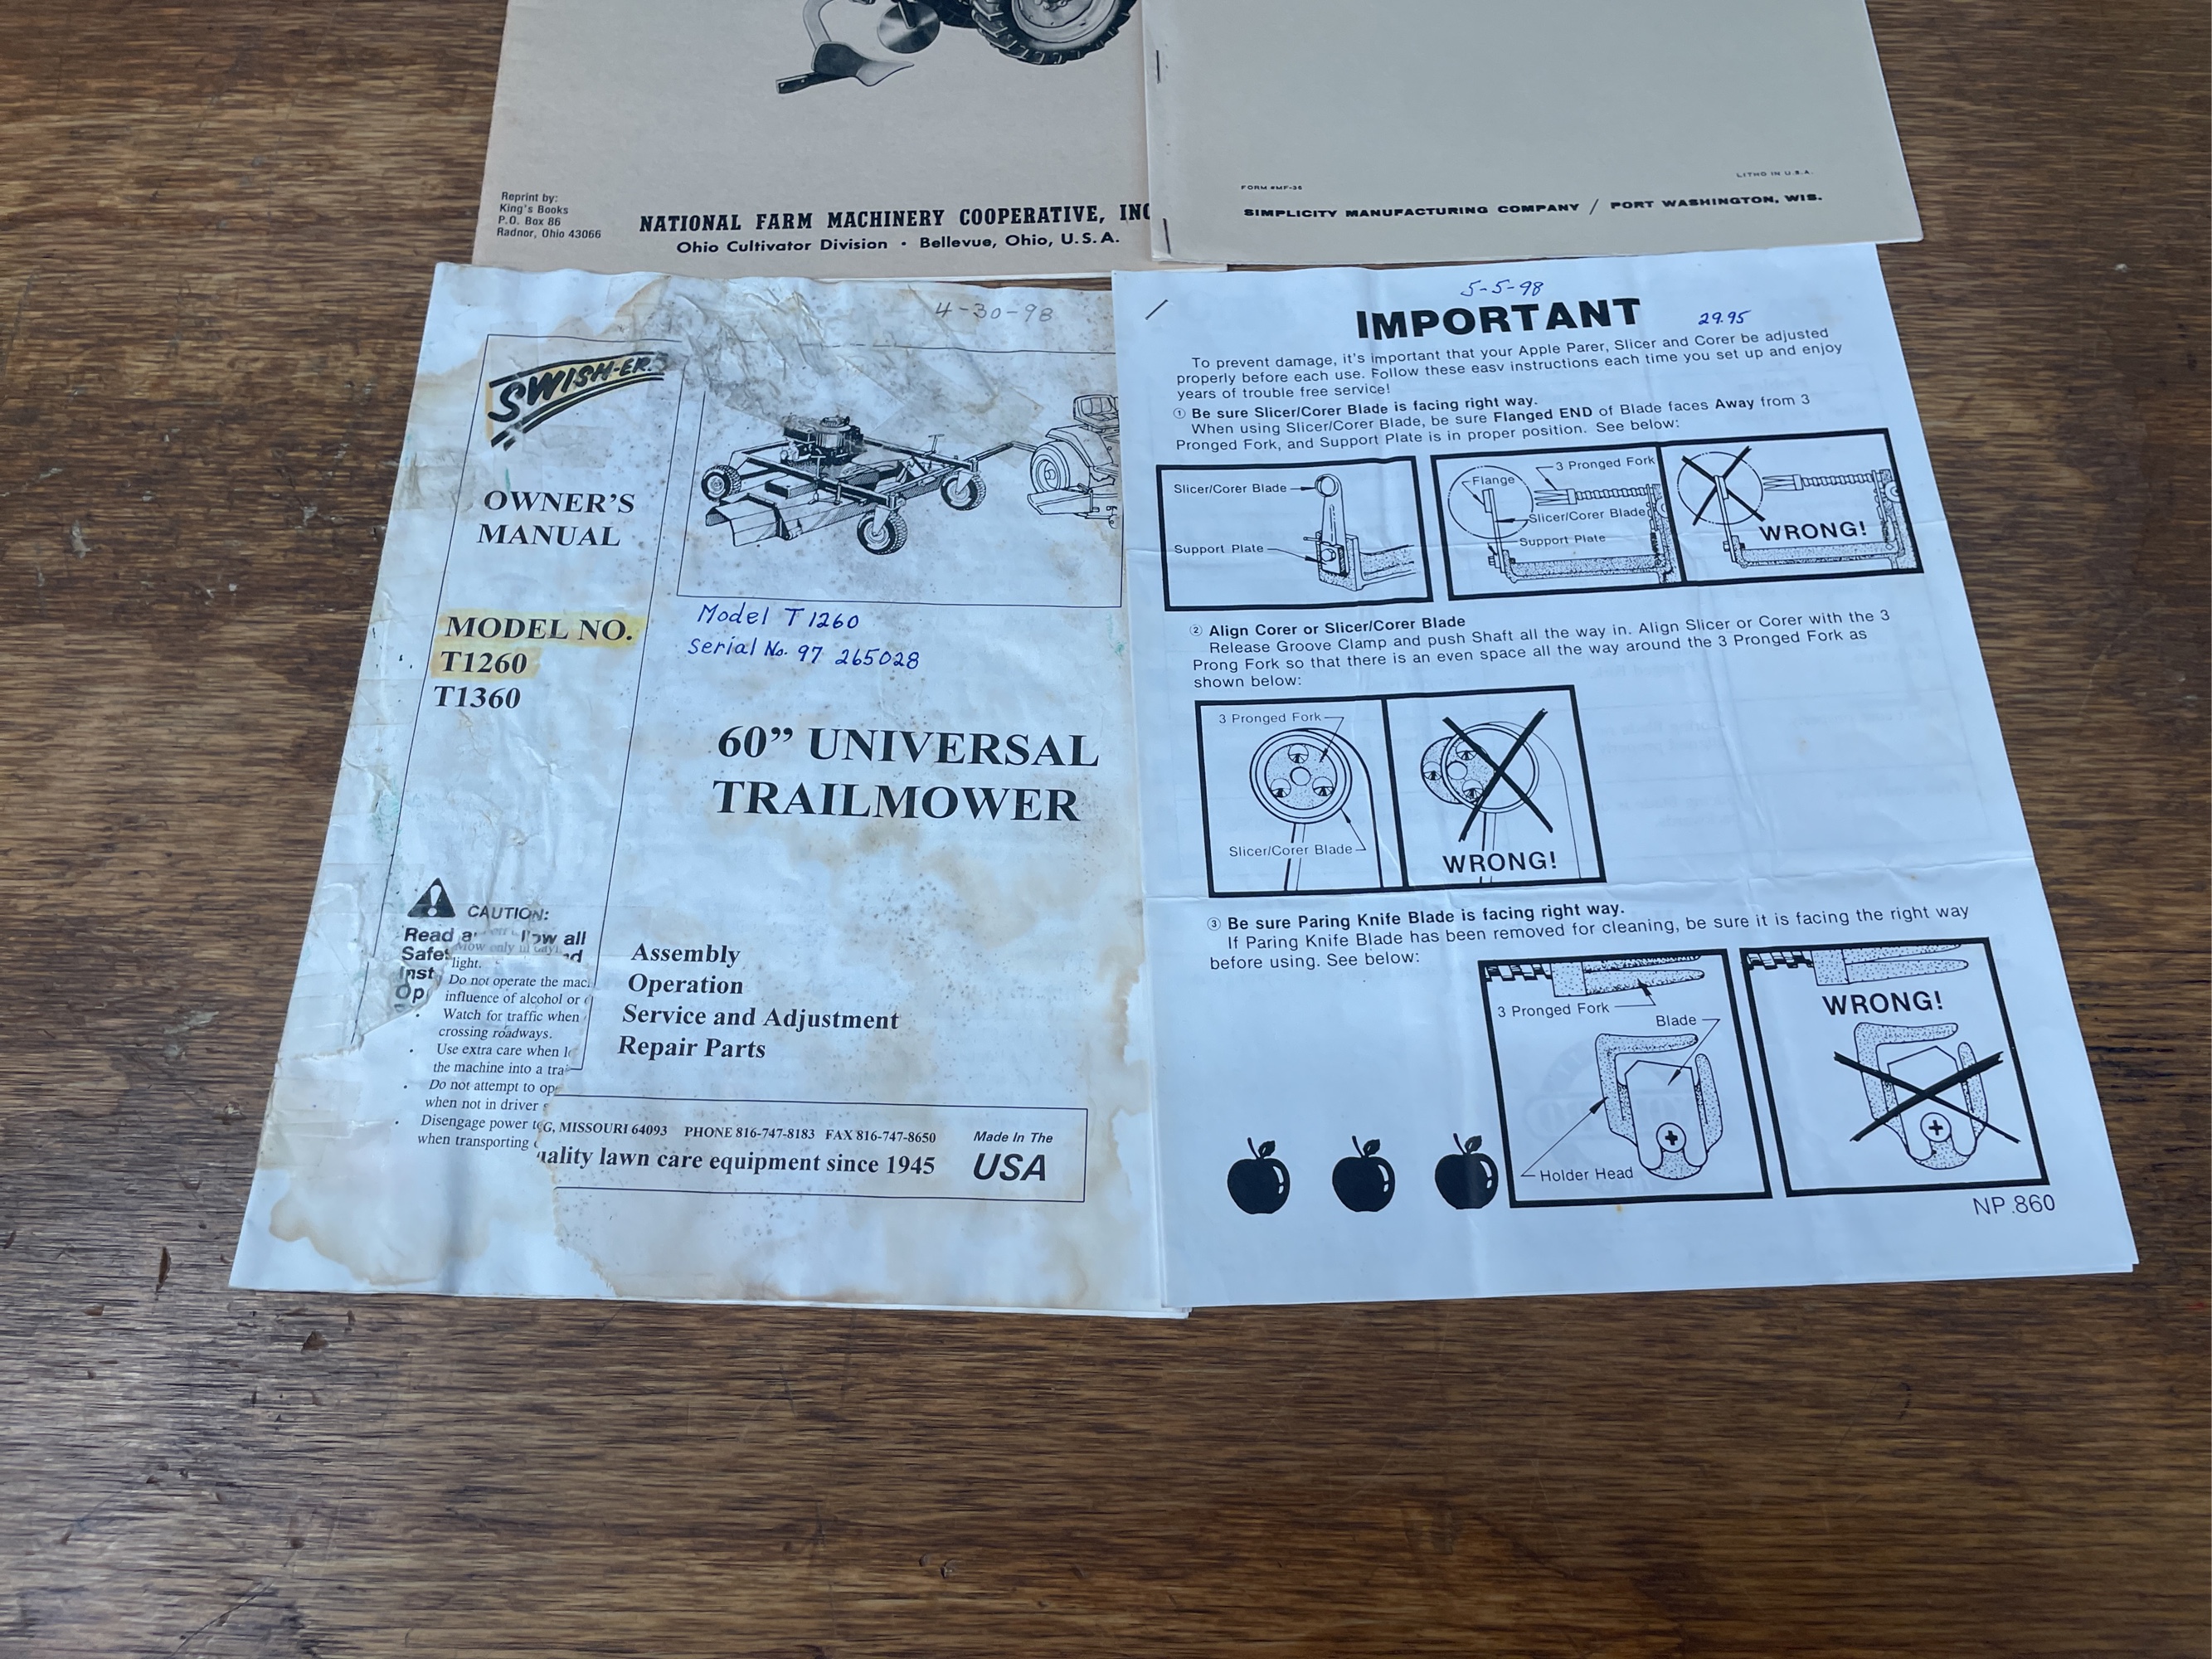 Reprint by:
King's Books
P.O. Box 86
Radnor, Ohio 43066
NATIONAL FARM MACHINERY COOPERATIVE, INC
Ohio Cultivator Division • Bellevue, Ohio, U.S.A.
FORM #MF-36
LITHO IN U.S.A.
SIMPLICITY MANUFACTURING COMPANY / PORT WASHINGTON, WIS.
4-30-98
SWISH-ER
OWNER'S
MANUAL
MODEL NO.
T1260
T1360
Model T1260
Serial No. 97 265028
60” UNIVERSAL
TRAILMOWER
CAUTION:
Read all
light.
Do not operate the mac
influence of alcohol or
• Watch for traffic when
crossing roadways.
• Use extra care when
the machine into a
• Do not attempt to
when not in driver
• Disengage power
when transporting
Assembly
Operation
Service and Adjustment
Repair Parts
G, MISSOURI 64093 PHONE 816-747-8183 FAX 816-747-8650
uality lawn care equipment since 1945
Made In The
USA
5-5-98
IMPORTANT
29.95
To prevent damage, it's important that your Apple Parer, Slicer and Corer be adjusted
properly before each use. Follow these easy instructions each time you set up and enjoy
years of trouble free service!
① Be sure Slicer/Corer Blade is facing right way.
When using Slicer/Corer Blade, be sure Flanged END of Blade faces Away from 3
Pronged Fork, and Support Plate is in proper position. See below:
Slicer/Corer Blade
Support Plate
3 Pronged Fork
Flange
Slicer/Corer Blade
Support Plate
WRONG!
② Align Corer or Slicer/Corer Blade
Release Groove Clamp and push Shaft all the way in. Align Slicer or Corer with the 3
Prong Fork so that there is an even space all the way around the 3 Pronged Fork as
shown below:
3 Pronged Fork
Slicer/Corer Blade
WRONG!
③ Be sure Paring Knife Blade is facing right way.
If Paring Knife Blade has been removed for cleaning, be sure it is facing the right way
before using. See below:
3 Pronged Fork
Blade
Holder Head
WRONG!
NP.860